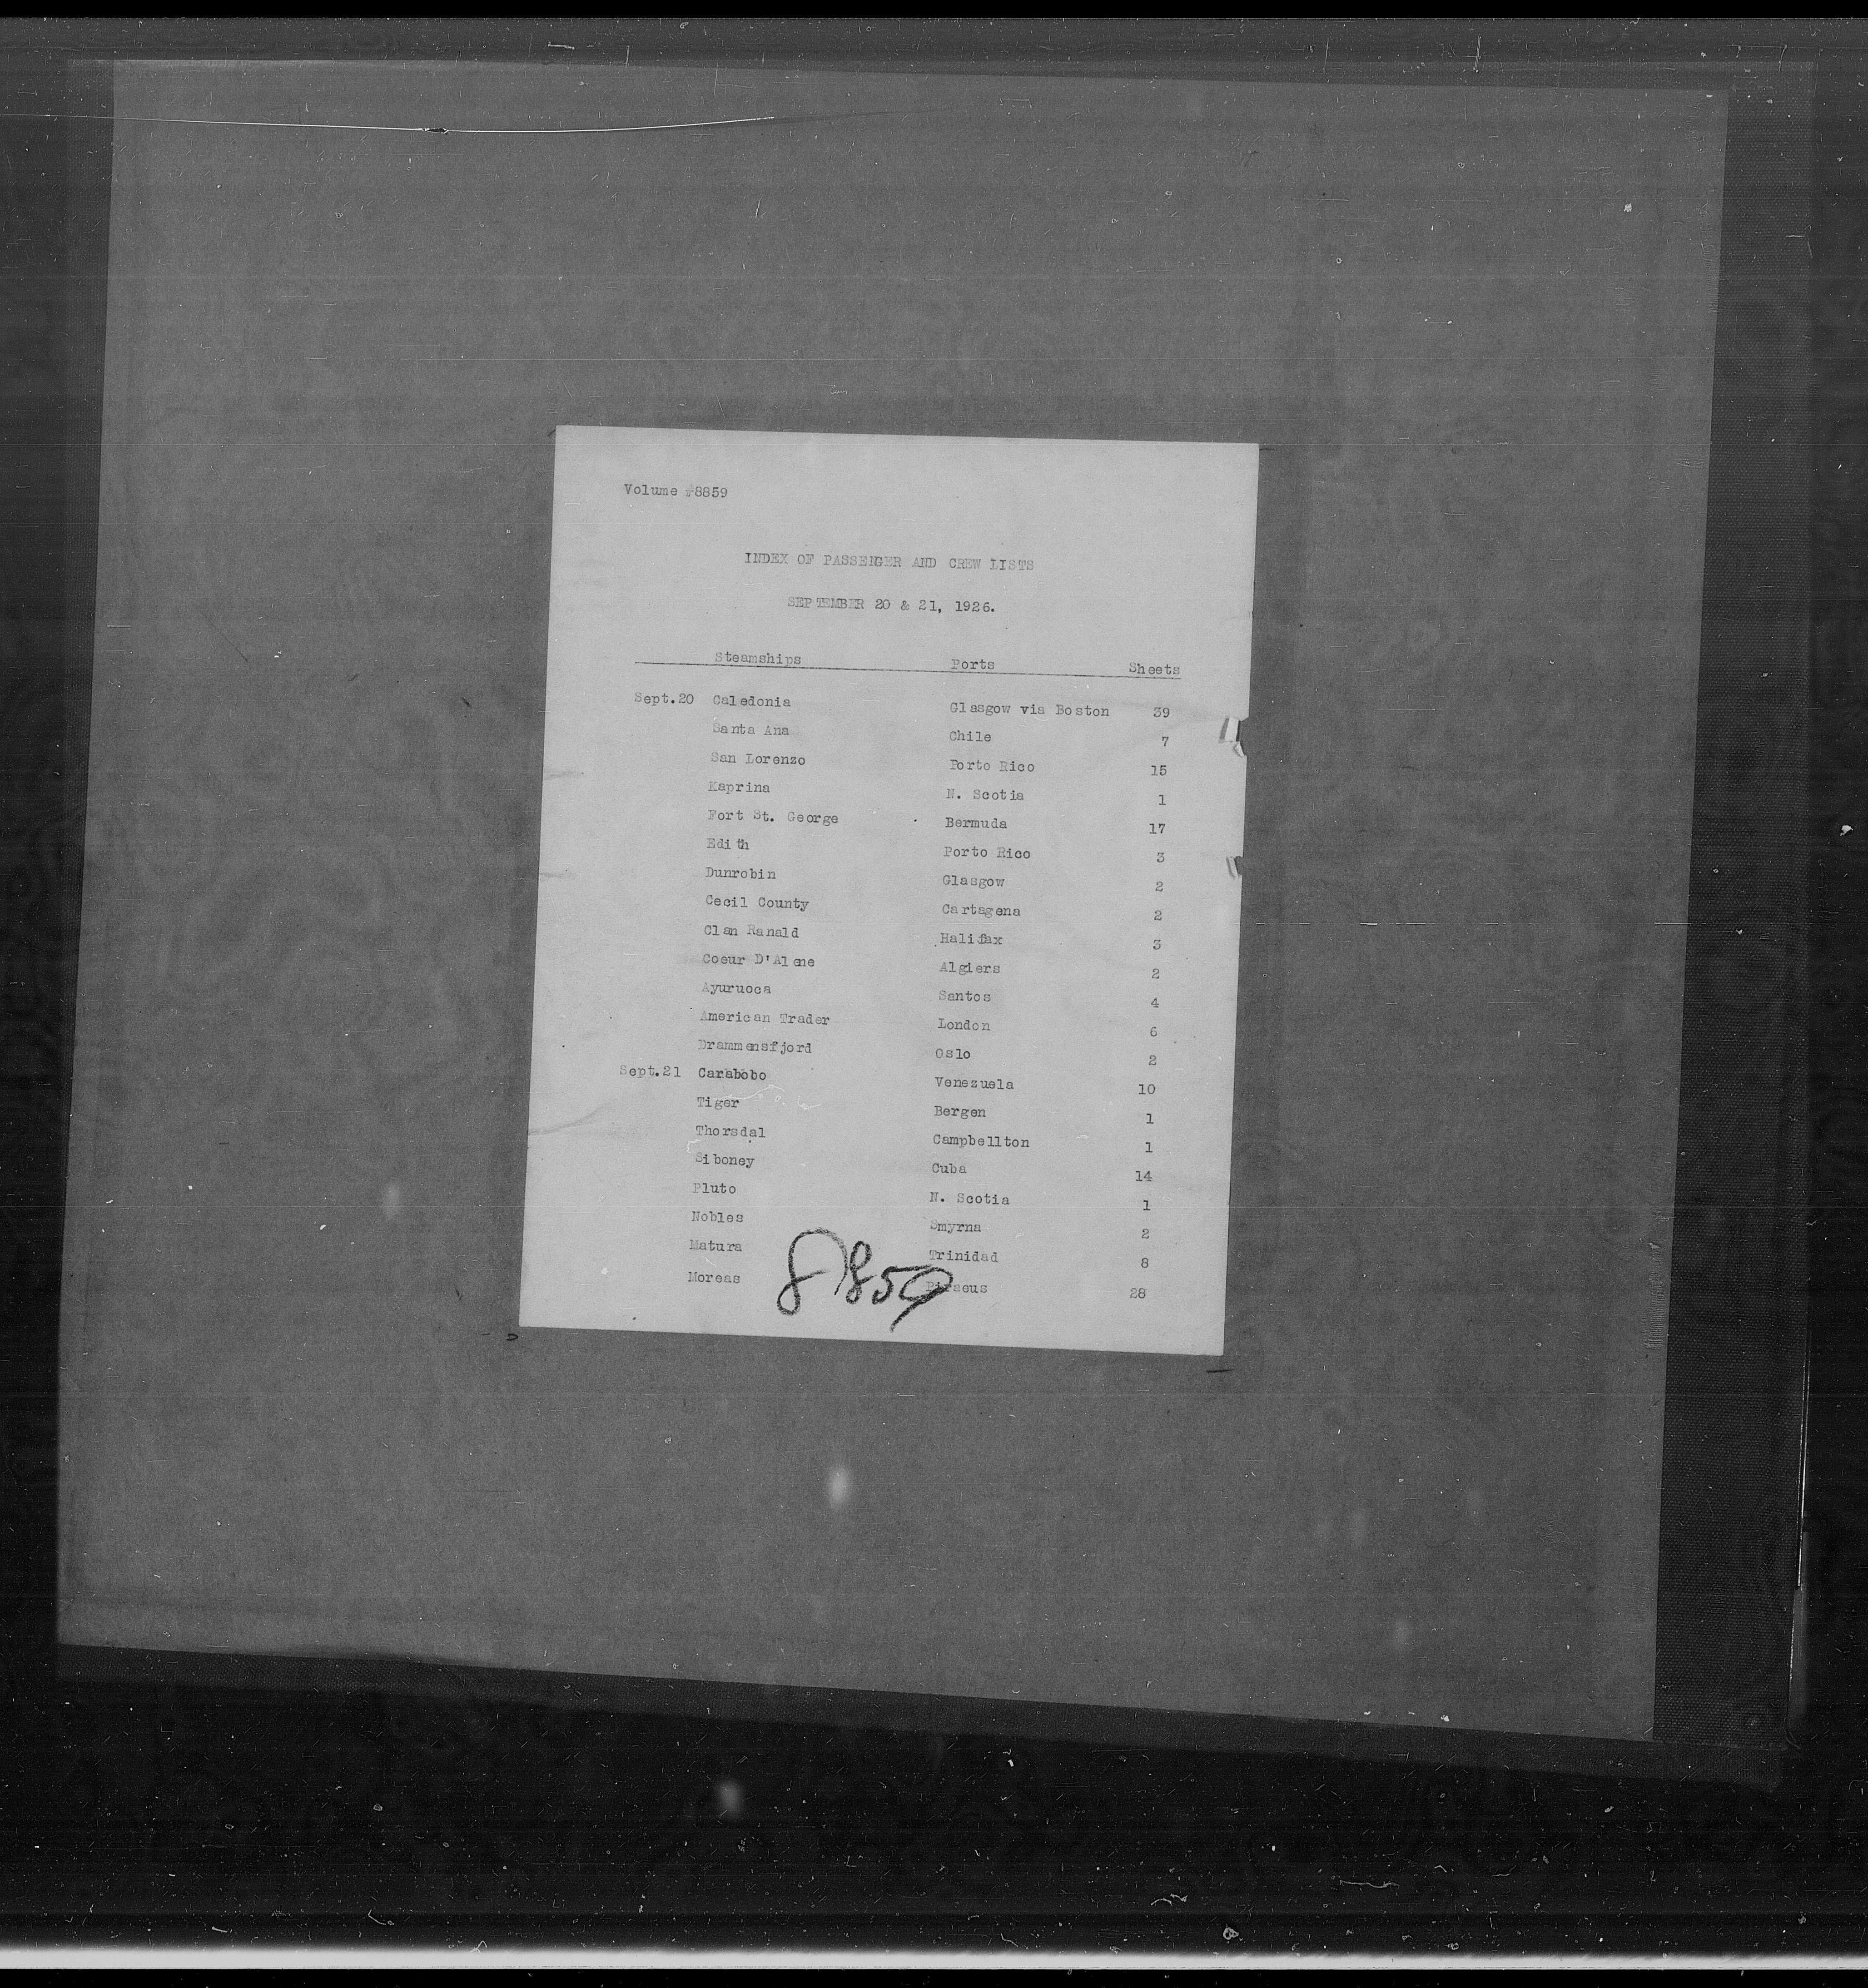 Volume #8859
INDEX OF PASSENGER AND CREW LISTS
SEPTEMBER 20 & 21, 1926.
Steamships Ports Sheets
Sept.20 Caledonia Glasgow via Boston 39
Santa Ana Chile 7
San Lorenzo Porto Rico 15
Kaprina N. Scotia 1
Fort St. George Bermuda 17
Edith Porto Rico 3
Dunrobin Glasgow 2
Cecil County Cartagena 2
Clan Ranald Halifax 3
Coeur D'Alene Algiers 2
Ayuruoca Santos 4
American Trader London 6
Drammensfjord Oslo 2
Sept.21 Carabobo Venezuela 10
Tiger Bergen 1
Thorsdal Campbellton 1
Siboney Cuba 14
Pluto N. Scotia 1
Nobles Smyrna 2
Matura Trinidad 8
Moreas 28
8859